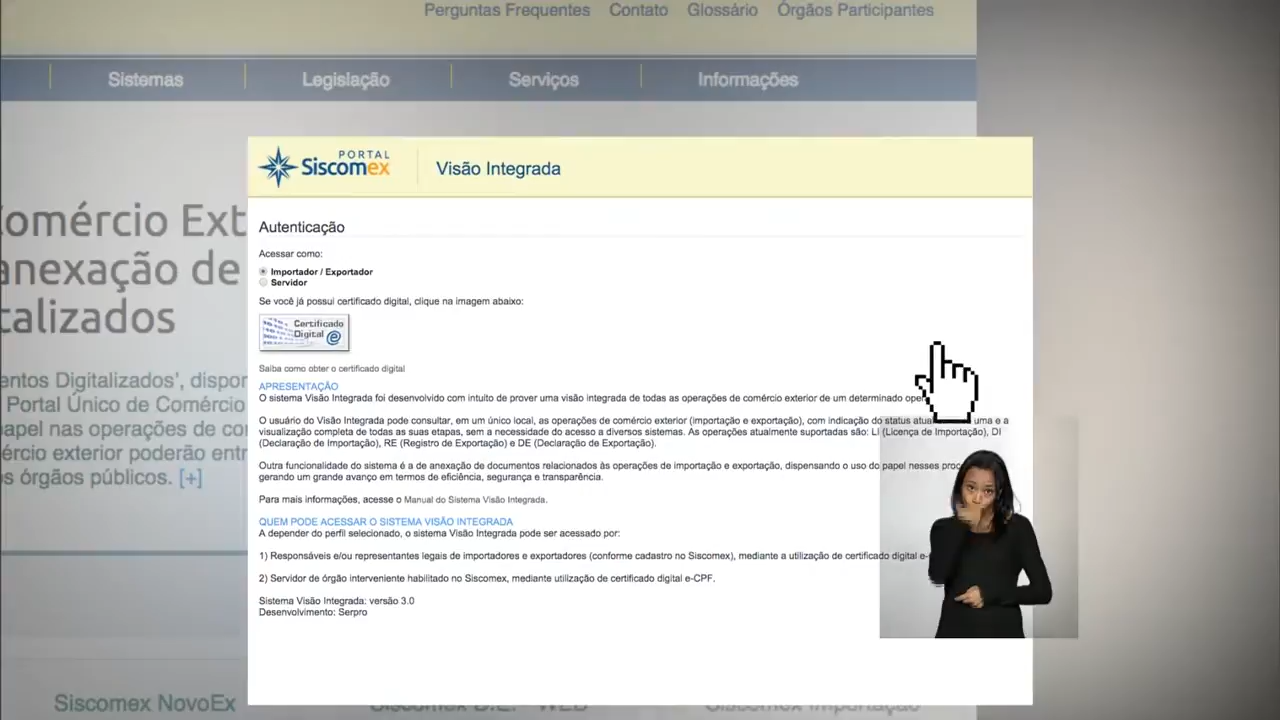 Perguntas Frequentes Contato Glossário Órgãos Participantes
Sistemas Legislação Serviços Informações
PORTAL
Siscomex
Visão Integrada
Comércio Ext
anexação de
talizados
entos Digitalizados', dispor
Portal Único de Comércio
papel nas operações de co
ércio exterior poderão entr
s órgãos públicos. [+]
Autenticação
Acessar como:
Importador / Exportador
Servidor
Se você já possui certificado digital, clique na imagem abaixo:
Certificado
Digital
Saiba como obter o certificado digital
APRESENTAÇÃO
O sistema Visão Integrada foi desenvolvido com intuito de prover uma visão integrada de todas as operações de comércio exterior de um determinado oper
O usuário do Visão Integrada pode consultar, em um único local, as operações de comércio exterior (importação e exportação), com indicação do status atua uma e a
visualização completa de todas as suas etapas, sem a necessidade do acesso a diversos sistemas. As operações atualmente suportadas são: LI (Licença de Importação), DI
(Declaração de Importação), RE (Registro de Exportação) e DE (Declaração de Exportação).
Outra funcionalidade do sistema é a de anexação de documentos relacionados às operações de importação e exportação, dispensando o uso do papel nesses proc
gerando um grande avanço em termos de eficiência, segurança e transparência.
Para mais informações, acesse o Manual do Sistema Visão Integrada.
QUEM PODE ACESSAR O SISTEMA VISÃO INTEGRADA
A depender do perfil selecionado, o sistema Visão Integrada pode ser acessado por:
1) Responsáveis e/ou representantes legais de importadores e exportadores (conforme cadastro no Siscomex), mediante a utilização de certificado digital e-
2) Servidor de órgão interveniente habilitado no Siscomex, mediante utilização de certificado digital e-CPF.
Sistema Visão Integrada: versão 3.0
Desenvolvimento: Serpro
Siscomex NovoEx Siscomex D.E. - WEB Siscomex Importação